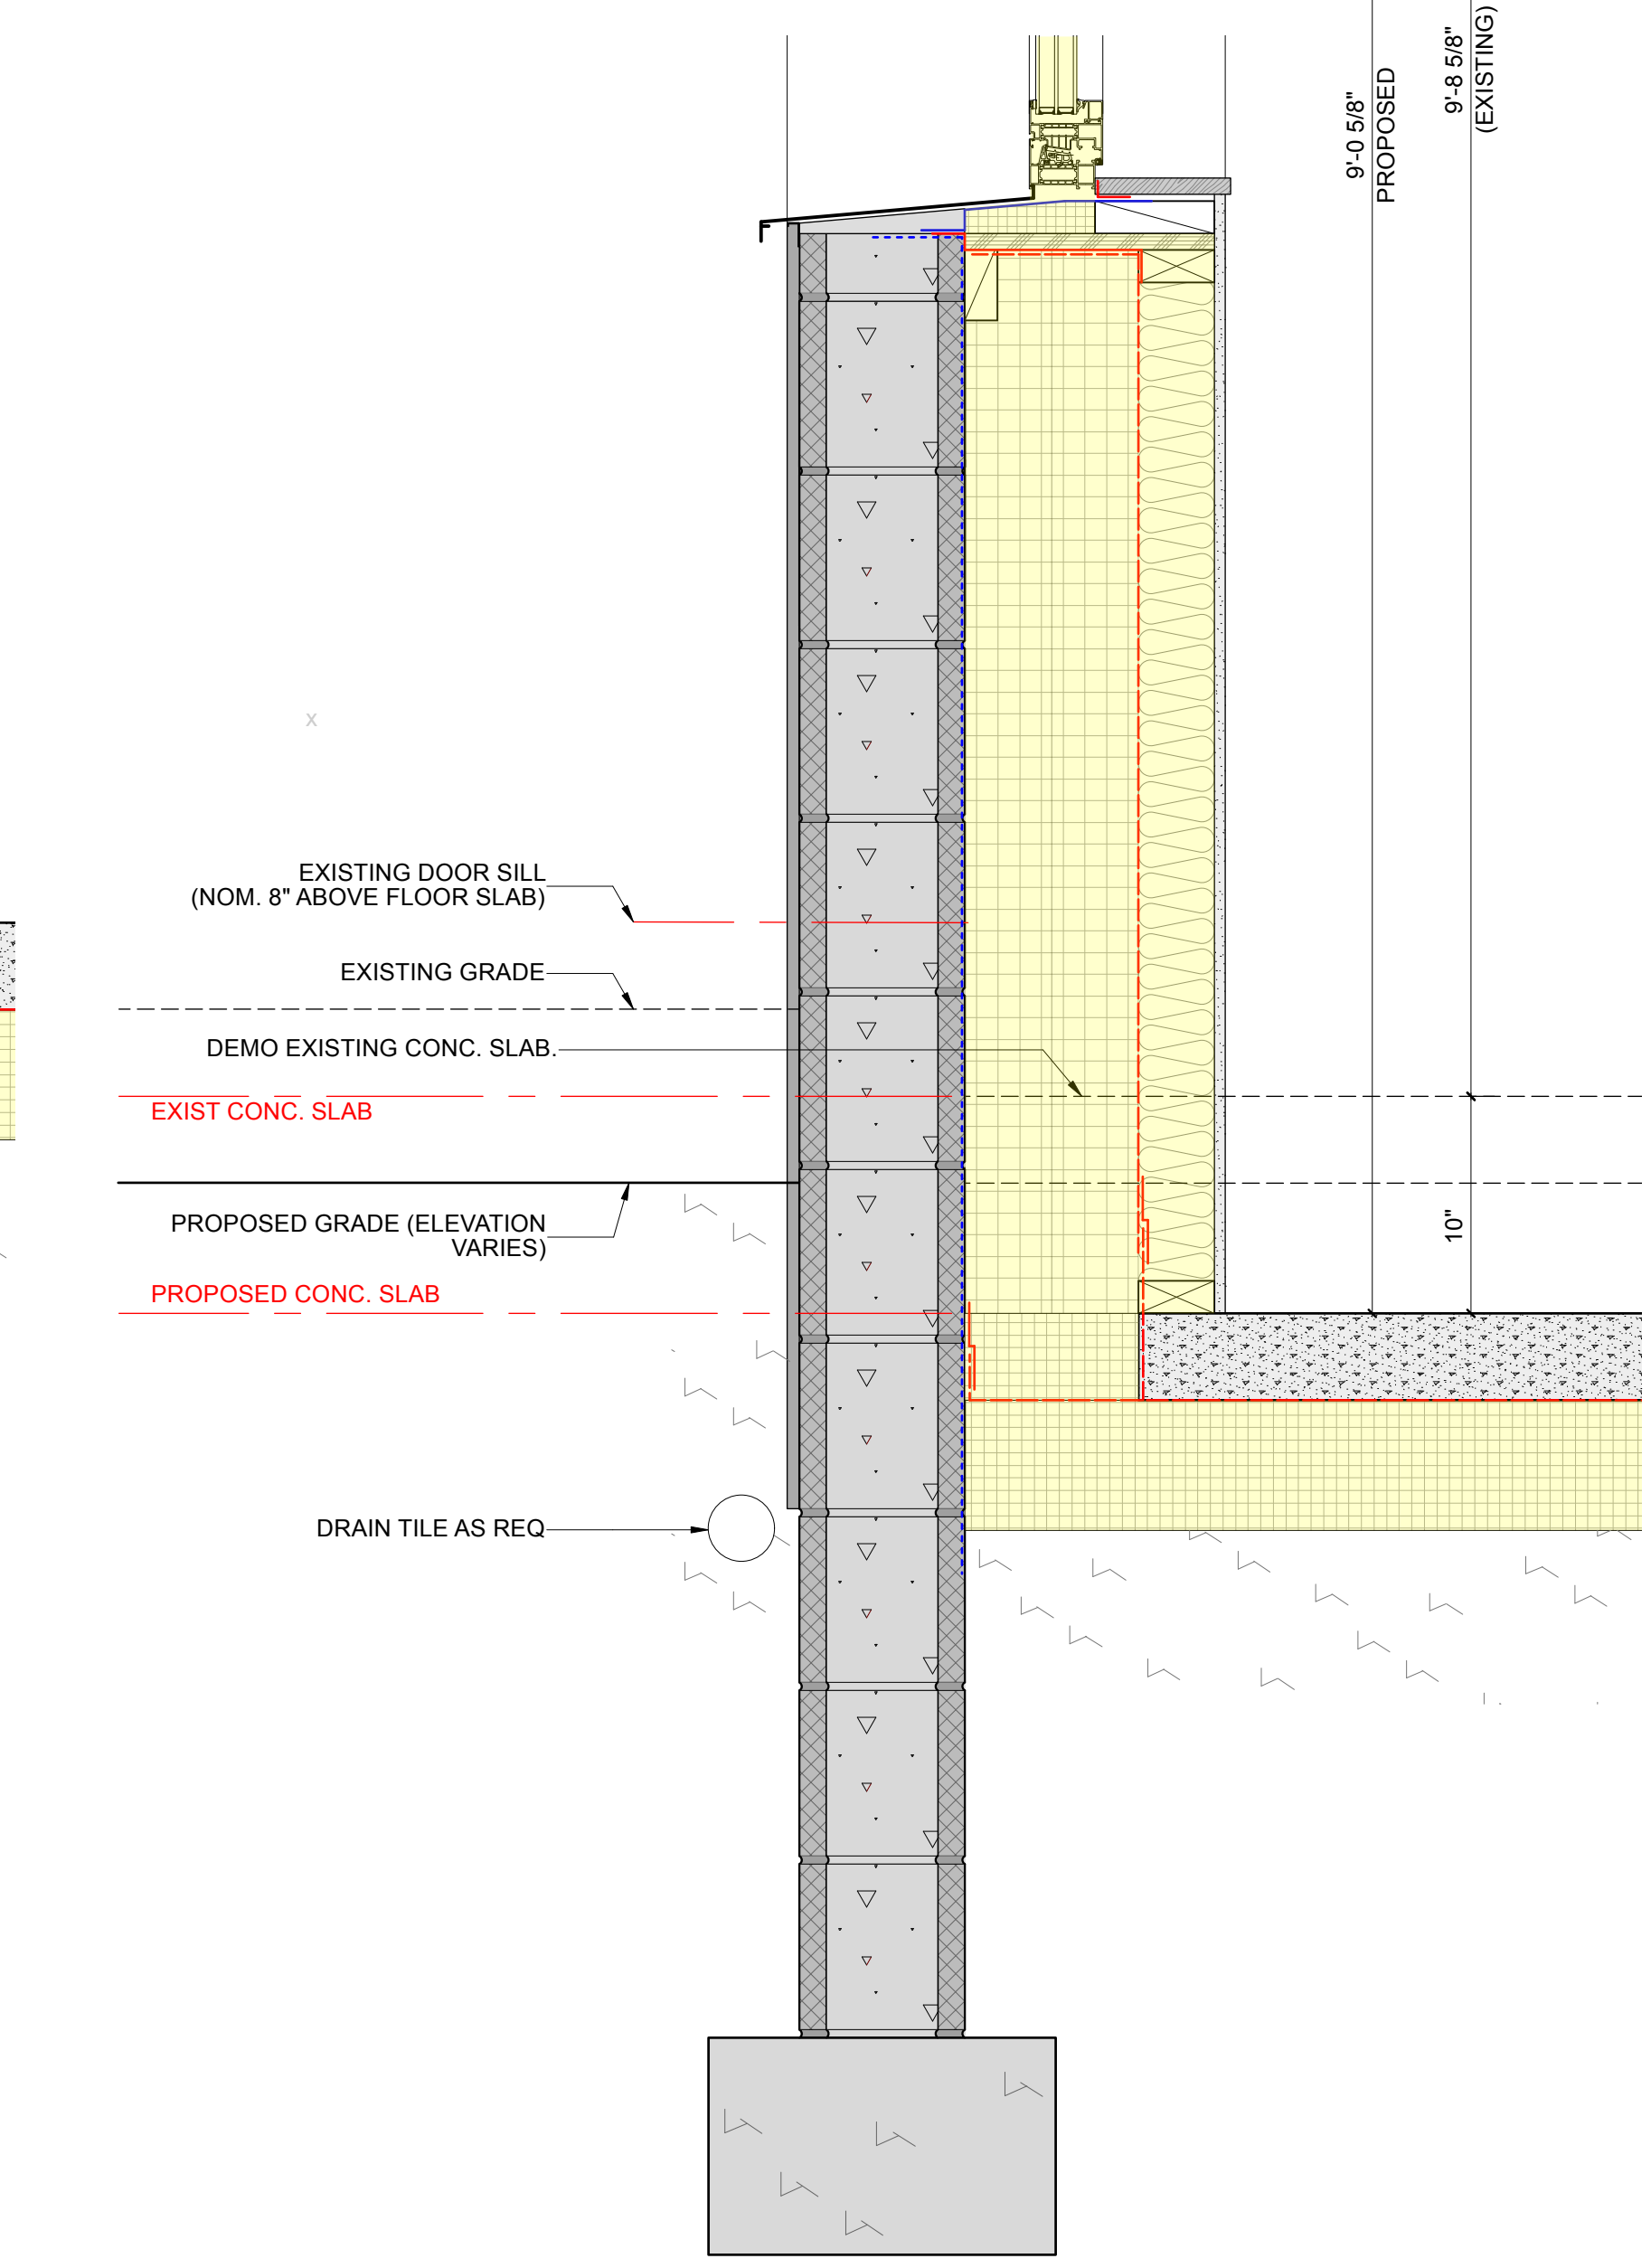 9'-0 5/8"
PROPOSED
9'-8 5/8"
(EXISTING)
X
EXISTING DOOR SILL
(NOM. 8" ABOVE FLOOR SLAB)
EXISTING GRADE
DEMO EXISTING CONC. SLAB.
EXIST CONC. SLAB
PROPOSED GRADE (ELEVATION
VARIES)
10"
PROPOSED CONC. SLAB
DRAIN TILE AS REQ